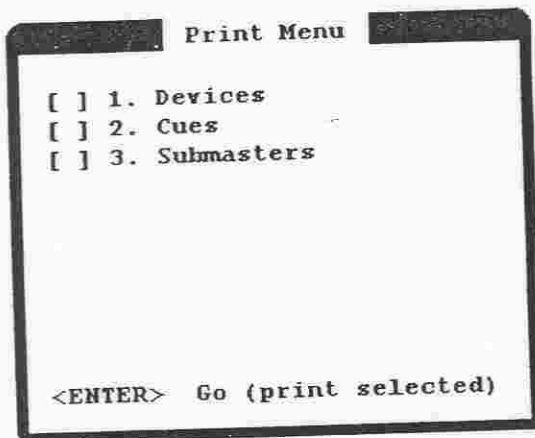 Print Menu
[ ] 1. Devices
[ ] 2. Cues
[ ] 3. Submasters
<ENTER> Go (print selected)